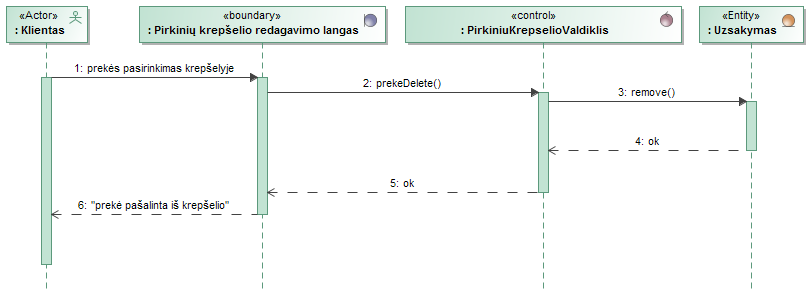 «Actor»
: Klientas
«boundary»
: Pirkinių krepšelio redagavimo langas
«control»
: PirkiniuKrepselioValdiklis
«Entity»
: Uzsakymas
1: prekės pasirinkimas krepšelyje
2: prekeDelete()
3: remove()
4: ok
5: ok
6: "prekė pašalinta iš krepšelio"